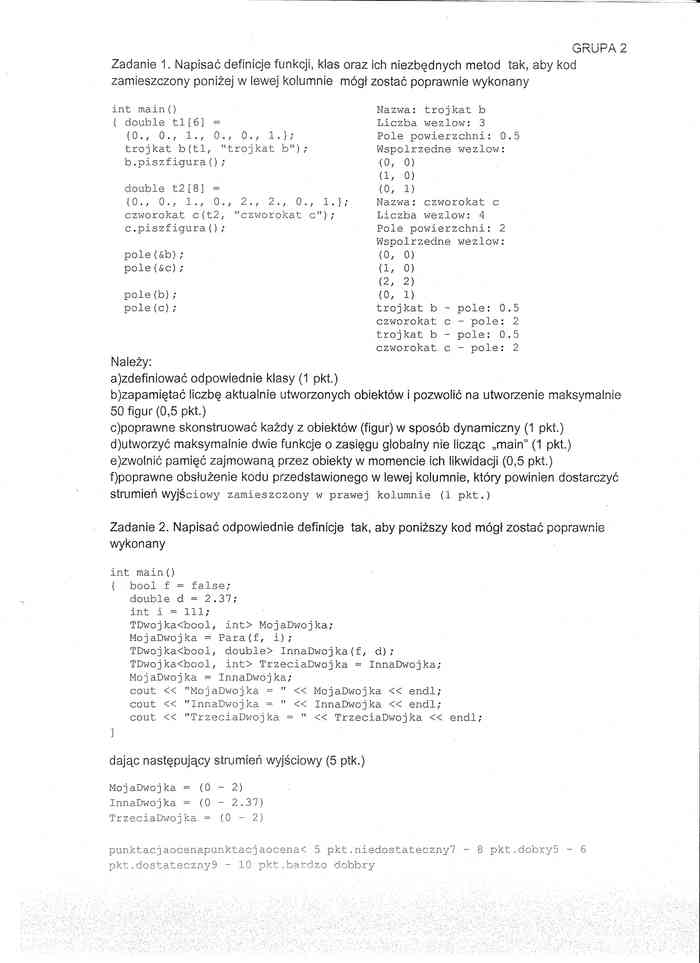 GRUPA 2
Zadanie 1. Napisać definicje funkcji, klas oraz ich niezbędnych metod tak, aby kod
zamieszczony poniżej w lewej kolumnie mógł zostać poprawnie wykonany
int main()
{ double t1[6] =
{0., 0., 1., 0., 0., 1.};
trojkat b(t1, "trojkat b");
b.piszfigura();
double t2[8] =
{0., 0., 1., 0., 2., 2., 0., 1.};
czworokat c(t2, "czworokat c");
c.piszfigura();
pole(&b);
pole(&c);
pole(b);
pole(c);
Nazwa: trojkat b
Liczba wezlow: 3
Pole powierzchni: 0.5
Wspolrzedne wezlow:
(0, 0)
(1, 0)
(0, 1)
Nazwa: czworokat c
Liczba wezlow: 4
Pole powierzchni: 2
Wspolrzedne wezlow:
(0, 0)
(1, 0)
(2, 2)
(0, 1)
trojkat b - pole: 0.5
czworokat c - pole: 2
trojkat b - pole: 0.5
czworokat c - pole: 2
Należy:
a)zdefiniować odpowiednie klasy (1 pkt.)
b)zapamiętać liczbę aktualnie utworzonych obiektów i pozwolić na utworzenie maksymalnie
50 figur (0,5 pkt.)
c)poprawne skonstruować każdy z obiektów (figur) w sposób dynamiczny (1 pkt.)
d)utworzyć maksymalnie dwie funkcje o zasięgu globalny nie licząc „main" (1 pkt.)
e)zwolnić pamięć zajmowaną przez obiekty w momencie ich likwidacji (0,5 pkt.)
f)poprawne obsłużenie kodu przedstawionego w lewej kolumnie, który powinien dostarczyć
strumień wyjściowy zamieszczony w prawej kolumnie (1 pkt.)
Zadanie 2. Napisać odpowiednie definicje tak, aby poniższy kod mógł zostać poprawnie
wykonany
int main()
{ bool f = false;
double d = 2.37;
int i = 111;
TDwojka<bool, int> MojaDwojka;
MojaDwojka = Para(f, i);
TDwojka<bool, double> InnaDwojka(f, d);
TDwojka<bool, int> TrzeciaDwojka = InnaDwojka;
MojaDwojka = InnaDwojka;
cout << "MojaDwojka = " << MojaDwojka << endl;
cout << "InnaDwojka = " << InnaDwojka << endl;
cout << "TrzeciaDwojka = " << TrzeciaDwojka << endl;
}
dając następujący strumień wyjściowy (5 ptk.)
MojaDwojka = (0 - 2)
InnaDwojka = (0 - 2.37)
TrzeciaDwojka = (0 - 2)
punktacjaocenapunktacjaocena< 5 pkt.niedostateczny7 - 8 pkt.dobry5 - 6
pkt.dostateczny9 - 10 pkt.bardzo dobbry